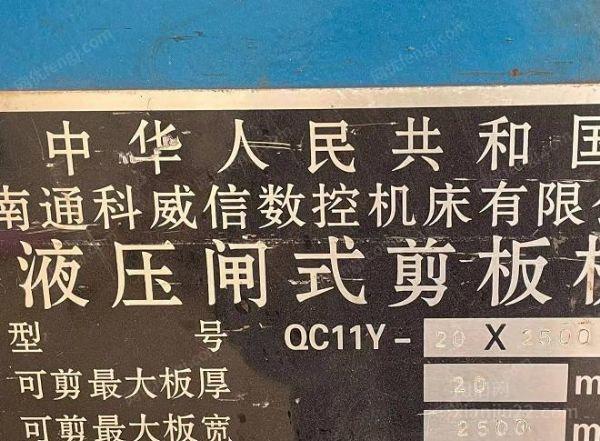 中华人民共和国
南通科威信数控机床有限公
液压闸式剪板机
型 号 QC11Y-20X2500
可剪最大板厚 20 m
可剪最大板宽 2500 m